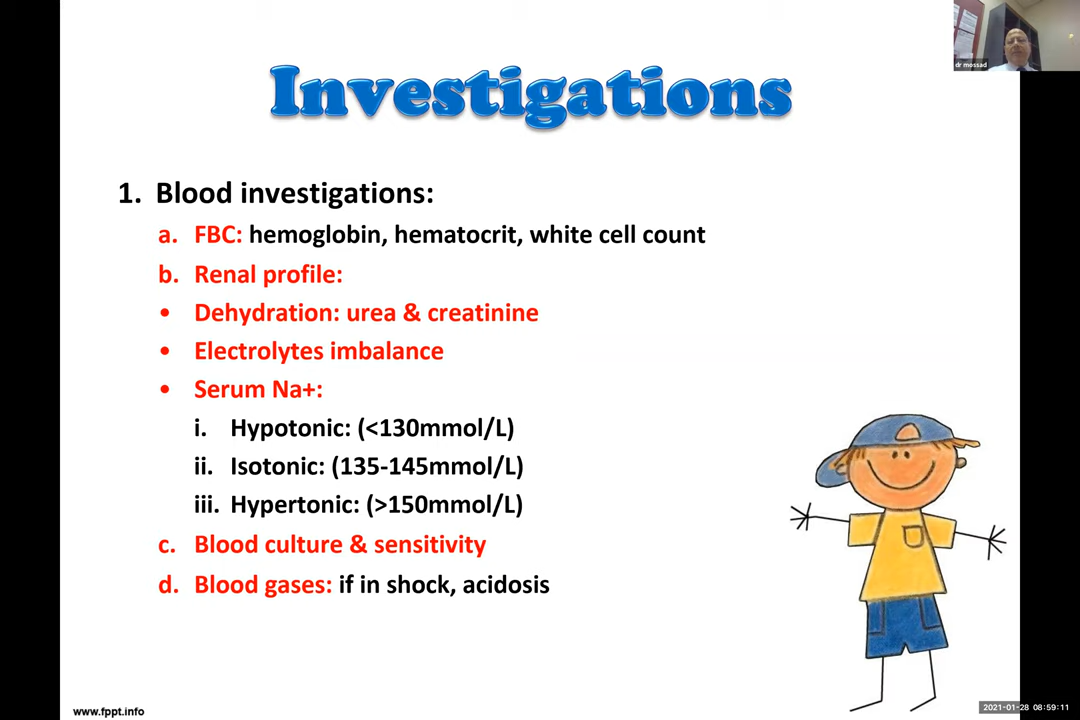 dr mossad
Investigations
1. Blood investigations:
a. FBC: hemoglobin, hematocrit, white cell count
b. Renal profile:
• Dehydration: urea & creatinine
• Electrolytes imbalance
• Serum Na+:
i. Hypotonic: (<130mmol/L)
ii. Isotonic: (135-145mmol/L)
iii. Hypertonic: (>150mmol/L)
c. Blood culture & sensitivity
d. Blood gases: if in shock, acidosis
www.fppt.info
2021-01-28 08:59:11